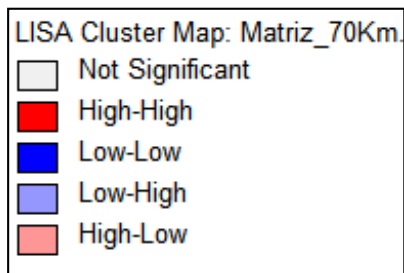 LISA Cluster Map: Matriz_70Km.
Not Significant
High-High
Low-Low
Low-High
High-Low